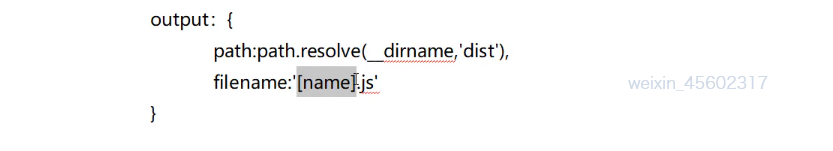 output: {
path:path.resolve(__dirname,'dist'),
filename:'[name].js'
weixin_45602317
}